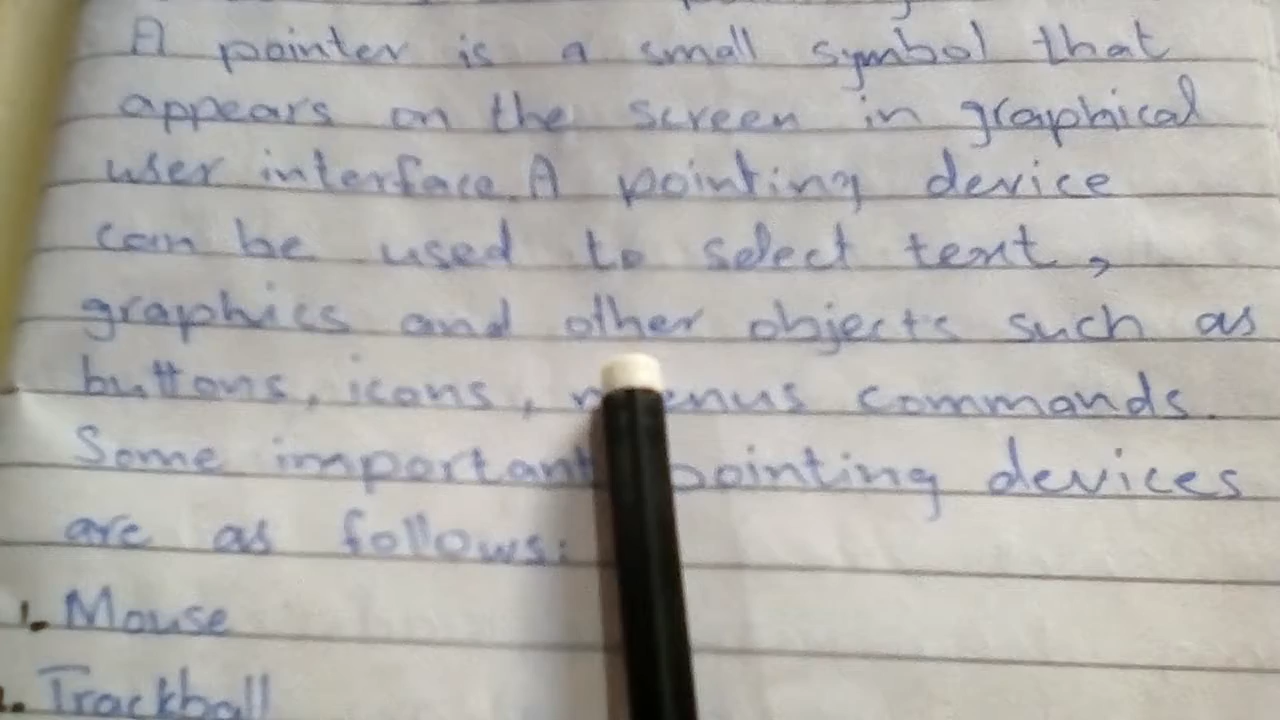 A pointer is a small symbol that
appears on the screen in graphical
user interface. A pointing device
can be used to select text,
graphics and other objects such as
buttons, icons, menus commands.
Some important pointing devices
are as follows:
1. Mouse
Trackball